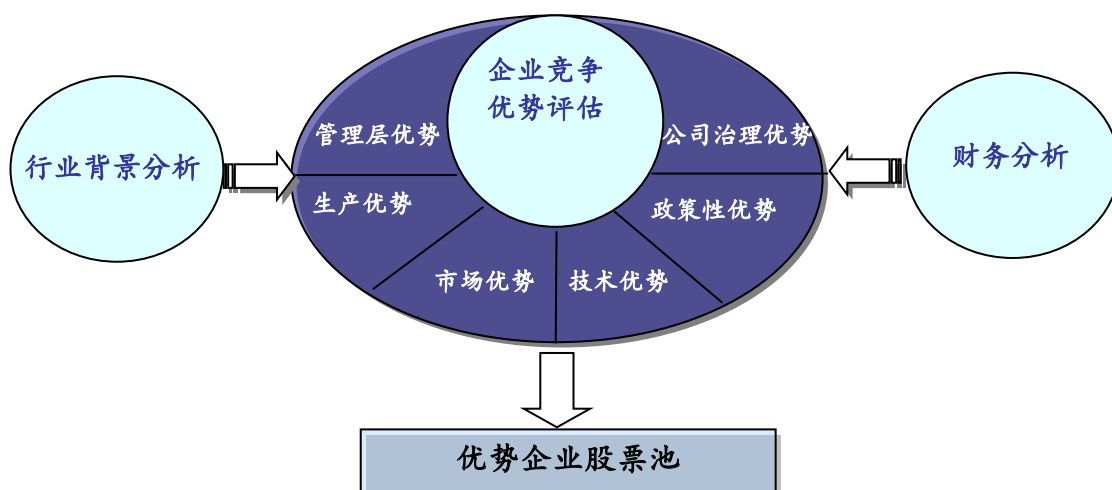 企业竞争
优势评估
管理层优势
公司治理优势
行业背景分析
财务分析
生产优势
政策性优势
市场优势
技术优势
优势企业股票池